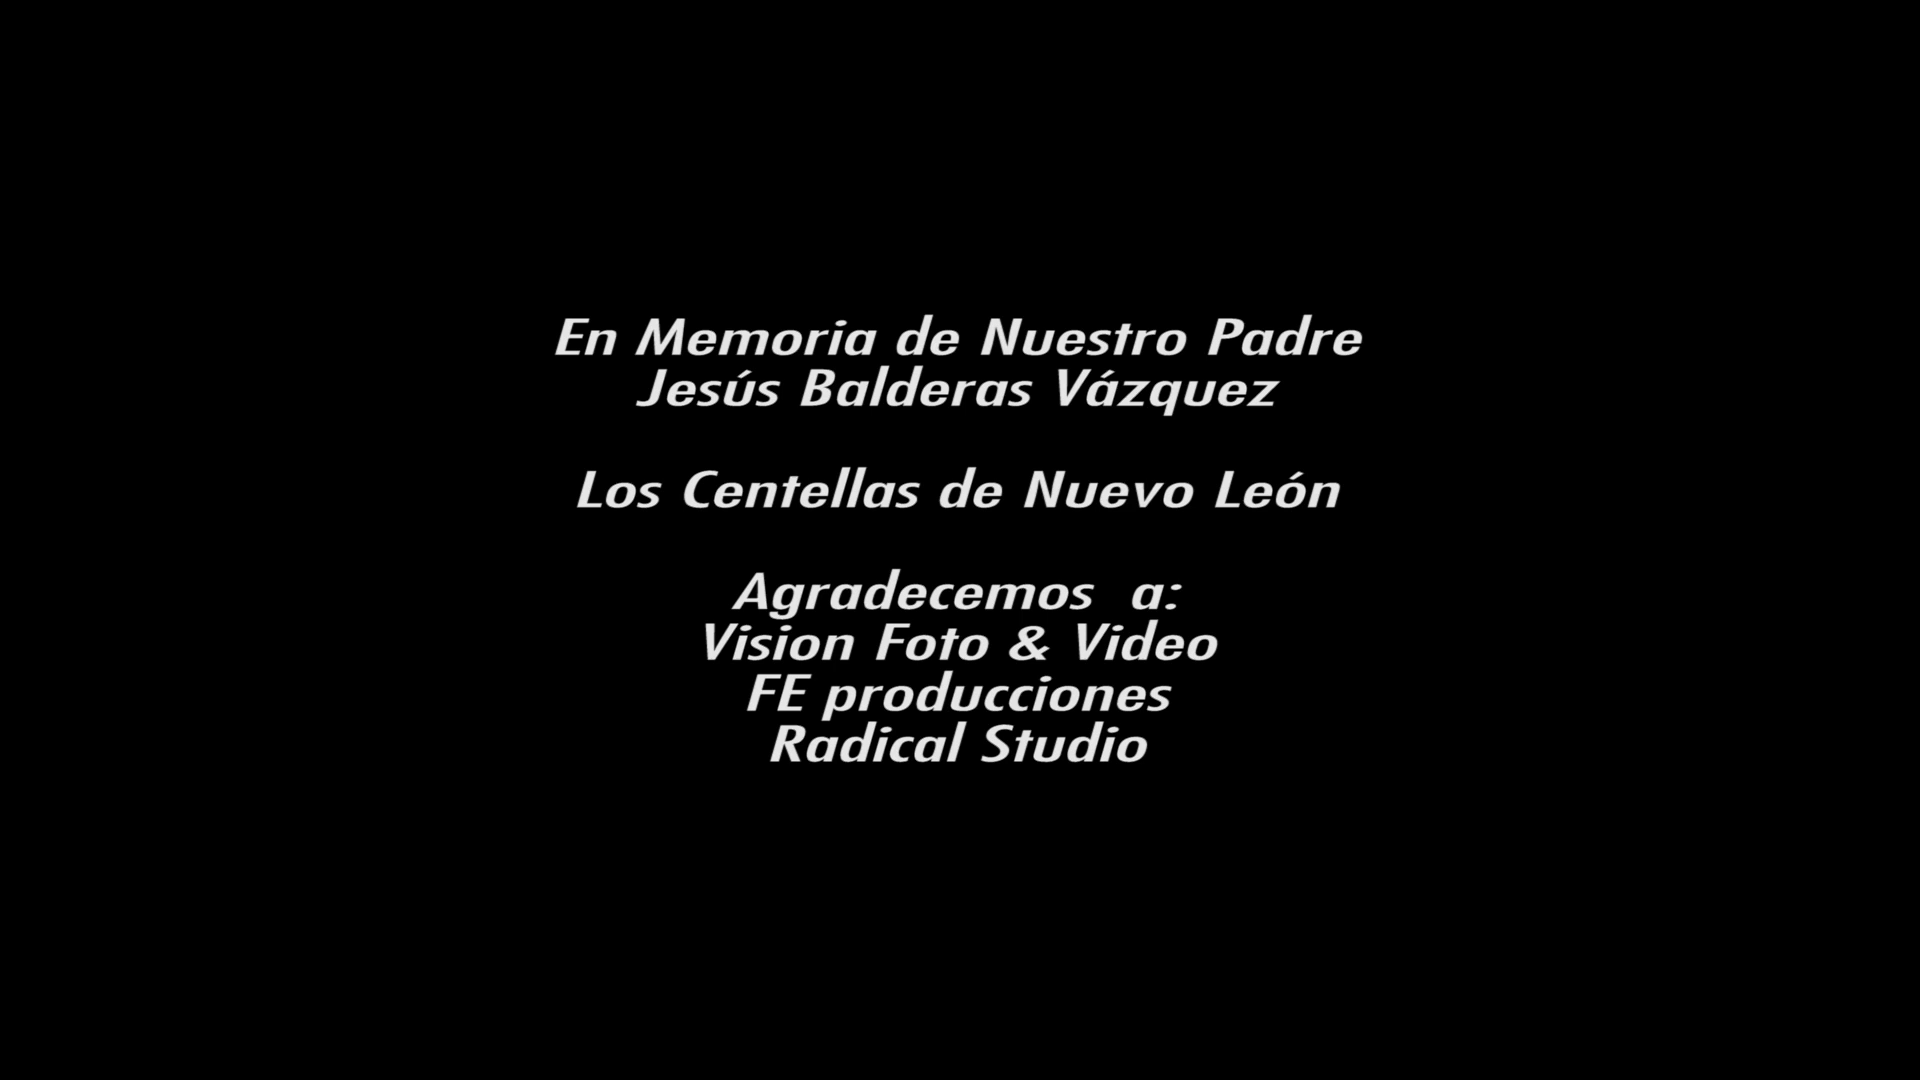 En Memoria de Nuestro Padre
Jesús Balderas Vázquez
Los Centellas de Nuevo León
Agradecemos  a:
Vision Foto & Video
FE producciones
Radical Studio